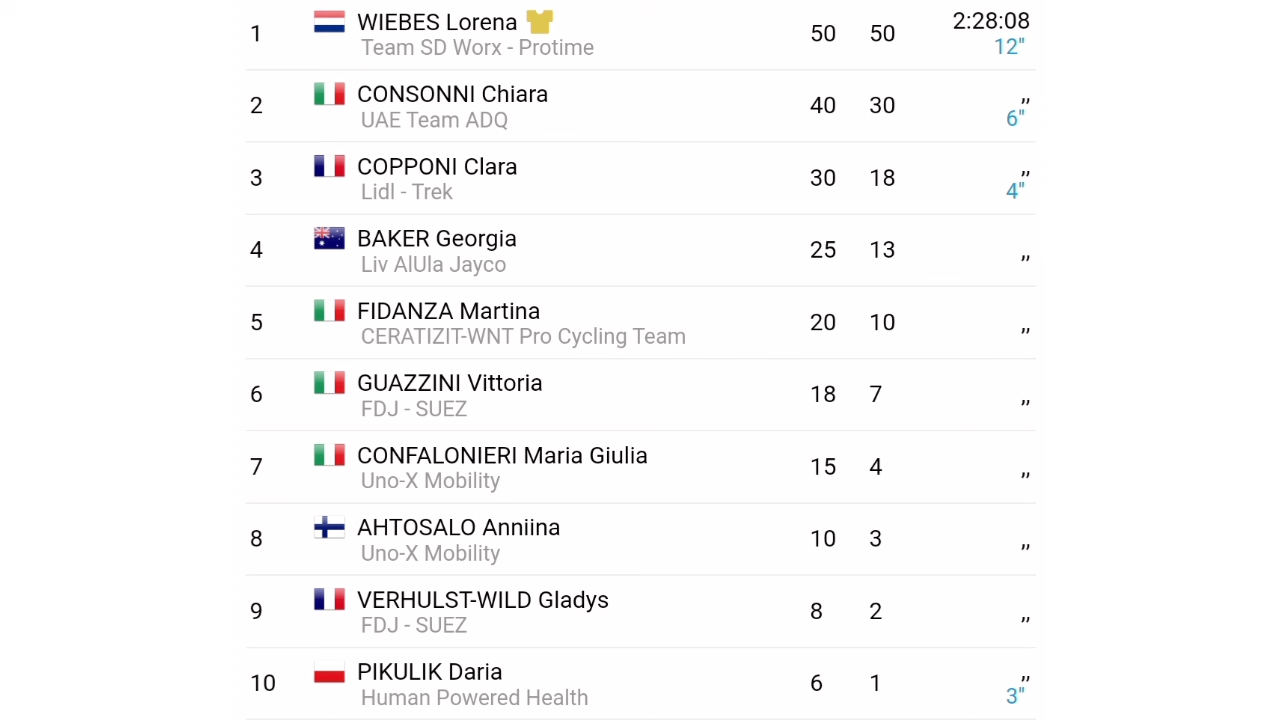 1 WIEBES Lorena 50 50 2:28:08
Team SD Worx - Protime 12"
2 CONSONNI Chiara 40 30 ,,
UAE Team ADQ 6"
3 COPPONI Clara 30 18 ,,
Lidl - Trek 4"
4 BAKER Georgia 25 13 ,,
Liv AlUla Jayco
5 FIDANZA Martina 20 10 ,,
CERATIZIT-WNT Pro Cycling Team
6 GUAZZINI Vittoria 18 7 ,,
FDJ - SUEZ
7 CONFALONIERI Maria Giulia 15 4 ,,
Uno-X Mobility
8 AHTOSALO Anniina 10 3 ,,
Uno-X Mobility
9 VERHULST-WILD Gladys 8 2 ,,
FDJ - SUEZ
10 PIKULIK Daria 6 1 ,,
Human Powered Health 3"